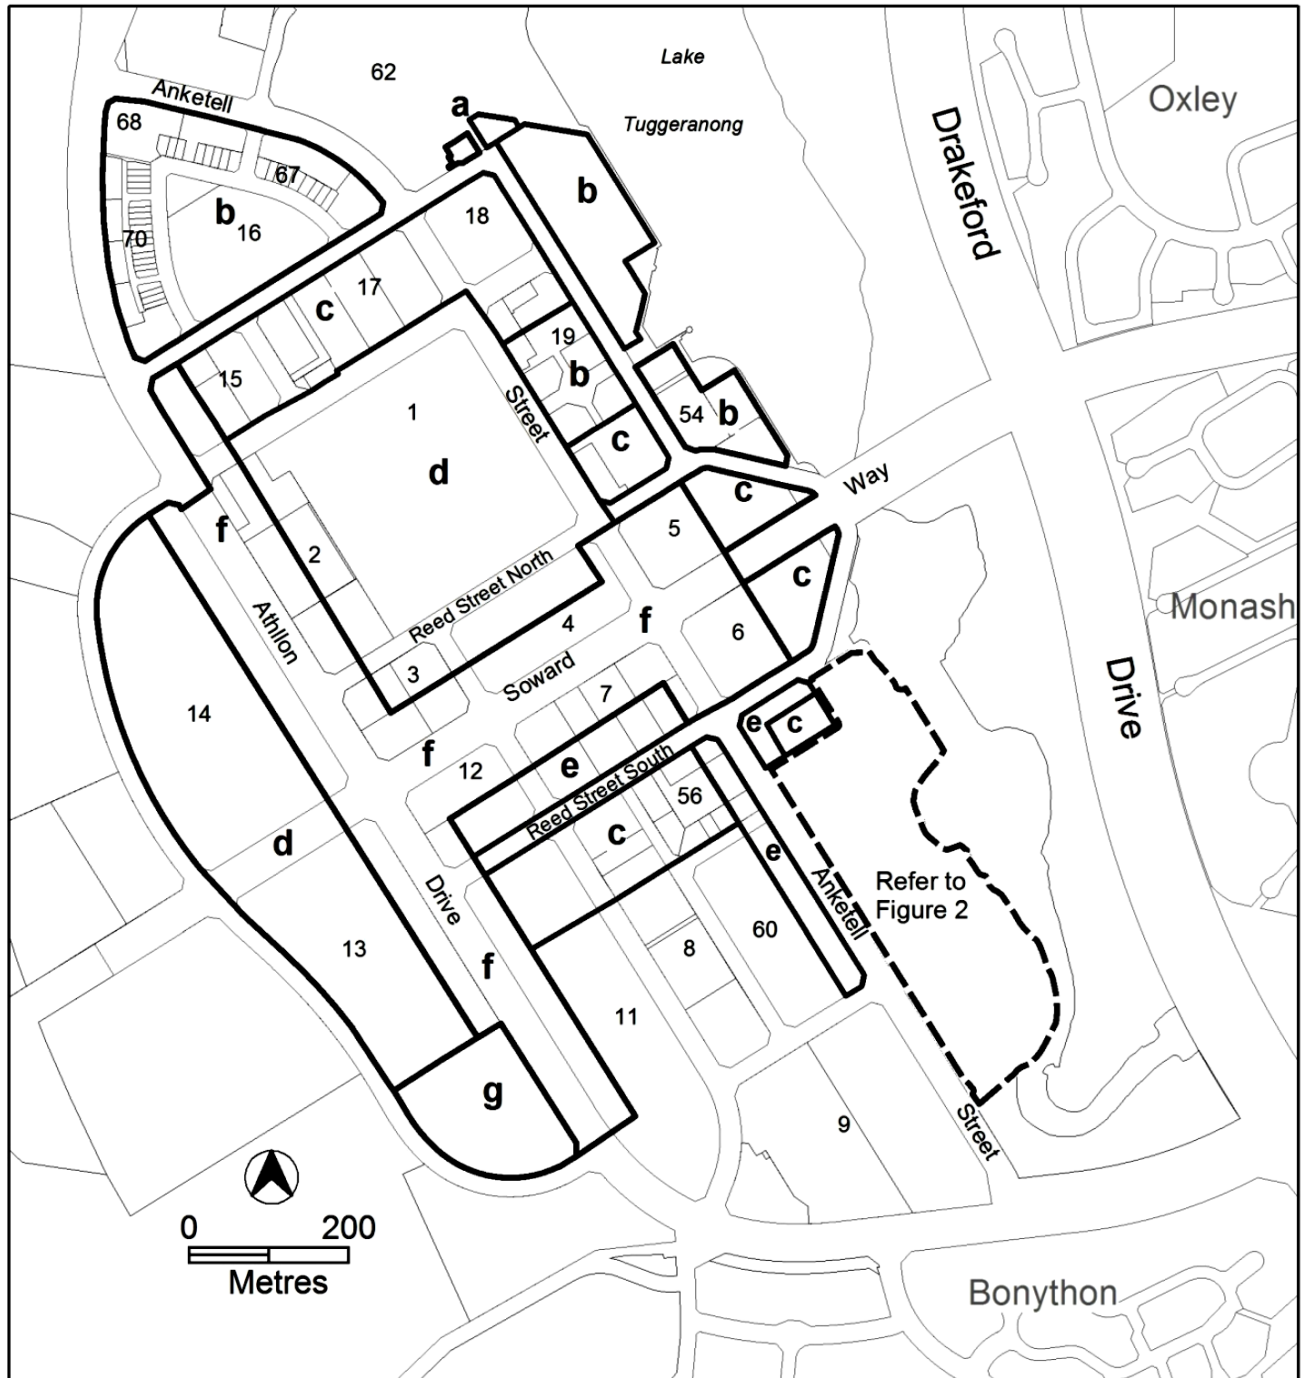 62
Lake
Tuggeranong
Oxley
Anketell
a
68
67
b
16
70
b
18
Drakeford
17
c
19
b
15
1
Street
54
b
c
d
Way
c
f
2
5
c
Reed Street North
Athllon
4
f
6
Monash
3
Soward
14
7
f
e
c
Drive
12
e
Reed Street South
56
c
d
e
Anketell
Refer to
Figure 2
Drive
13
8
60
f
11
g
9
Street
0
200
Metres
Bonython